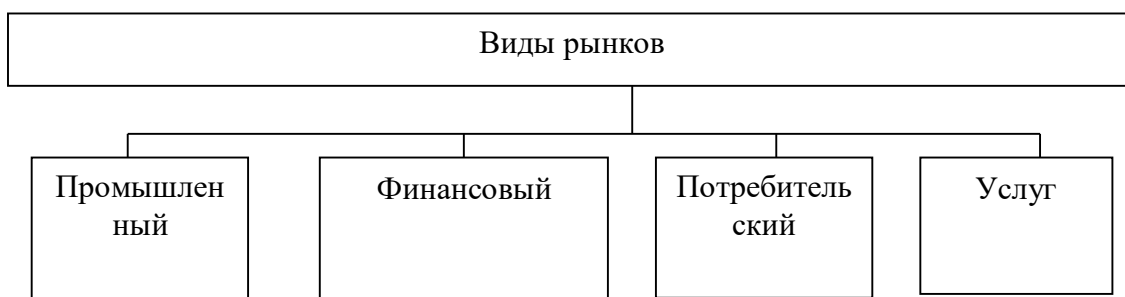 Виды рынков
Промышлен
ный
Финансовый
Потребитель
ский
Услуг